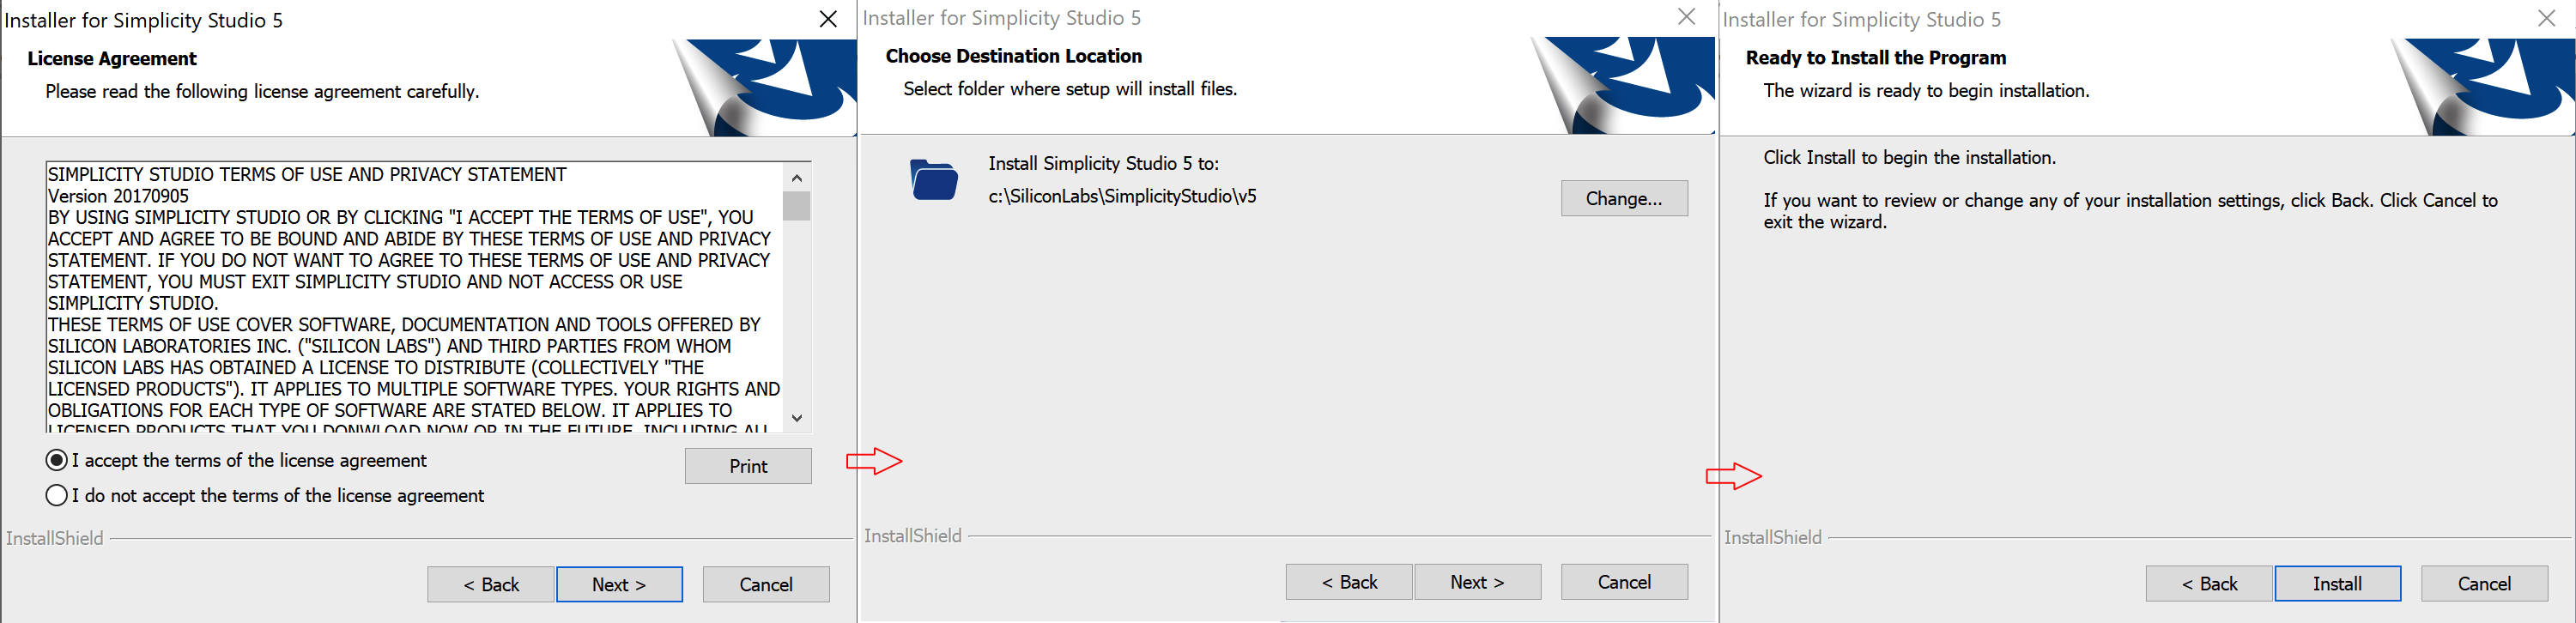 Installer for Simplicity Studio 5
License Agreement
Please read the following license agreement carefully.
SIMPLICITY STUDIO TERMS OF USE AND PRIVACY STATEMENT
Version 20170905
BY USING SIMPLICITY STUDIO OR BY CLICKING "I ACCEPT THE TERMS OF USE", YOU
ACCEPT AND AGREE TO BE BOUND AND ABIDE BY THESE TERMS OF USE AND PRIVACY
STATEMENT. IF YOU DO NOT WANT TO AGREE TO THESE TERMS OF USE AND PRIVACY
STATEMENT, YOU MUST EXIT SIMPLICITY STUDIO AND NOT ACCESS OR USE
SIMPLICITY STUDIO.
THESE TERMS OF USE COVER SOFTWARE, DOCUMENTATION AND TOOLS OFFERED BY
SILICON LABORATORIES INC. ("SILICON LABS") AND THIRD PARTIES FROM WHOM
SILICON LABS HAS OBTAINED A LICENSE TO DISTRIBUTE (COLLECTIVELY "THE
LICENSED PRODUCTS"). IT APPLIES TO MULTIPLE SOFTWARE TYPES. YOUR RIGHTS AND
OBLIGATIONS FOR EACH TYPE OF SOFTWARE ARE STATED BELOW. IT APPLIES TO
LICENSED PRODUCTS THAT YOU DONWLOAD NOW OR IN THE FUTURE, INCLUDING ALL
I accept the terms of the license agreement
Print
I do not accept the terms of the license agreement
InstallShield
< Back
Next >
Cancel
Installer for Simplicity Studio 5
Choose Destination Location
Select folder where setup will install files.
Install Simplicity Studio 5 to:
c:\SiliconLabs\SimplicityStudio\v5
Change...
InstallShield
< Back
Next >
Cancel
Installer for Simplicity Studio 5
Ready to Install the Program
The wizard is ready to begin installation.
Click Install to begin the installation.
If you want to review or change any of your installation settings, click Back. Click Cancel to
exit the wizard.
InstallShield
< Back
Install
Cancel